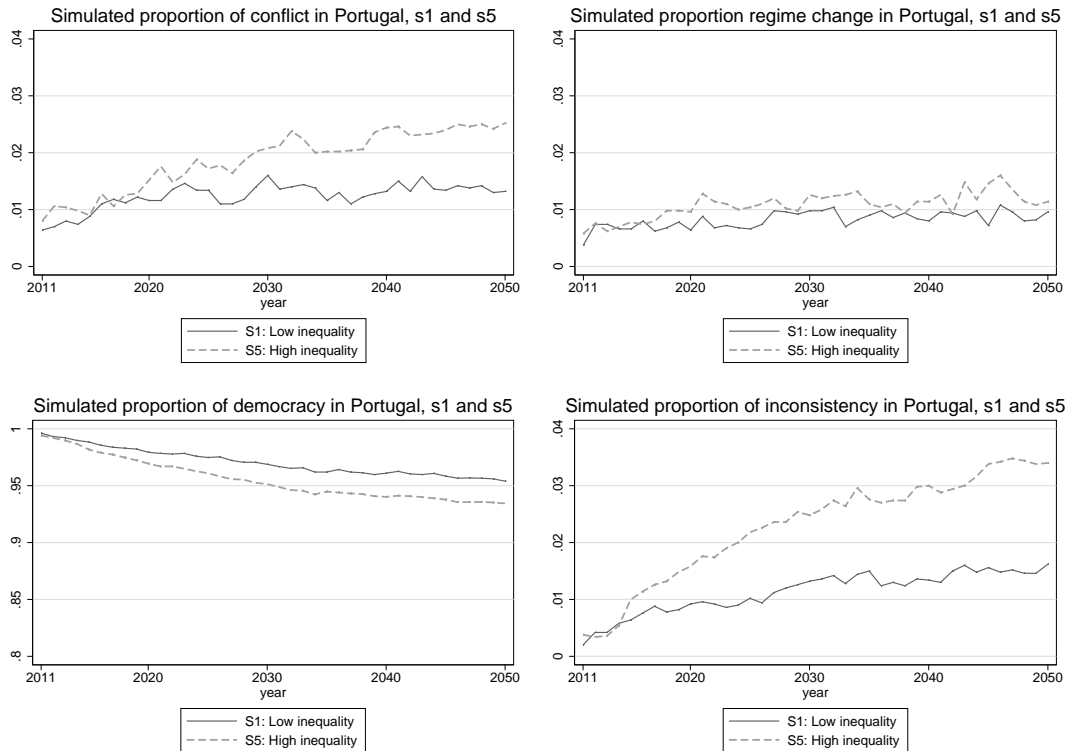 Simulated proportion of conflict in Portugal, s1 and s5
.04
.03
.02
.01
0
2011 2020 2030 2040 2050
year
S1: Low inequality
S5: High inequality
Simulated proportion regime change in Portugal, s1 and s5
.04
.03
.02
.01
0
2011 2020 2030 2040 2050
year
S1: Low inequality
S5: High inequality
Simulated proportion of democracy in Portugal, s1 and s5
1
.95
.9
.85
.8
2011 2020 2030 2040 2050
year
S1: Low inequality
S5: High inequality
Simulated proportion of inconsistency in Portugal, s1 and s5
.04
.03
.02
.01
0
2011 2020 2030 2040 2050
year
S1: Low inequality
S5: High inequality